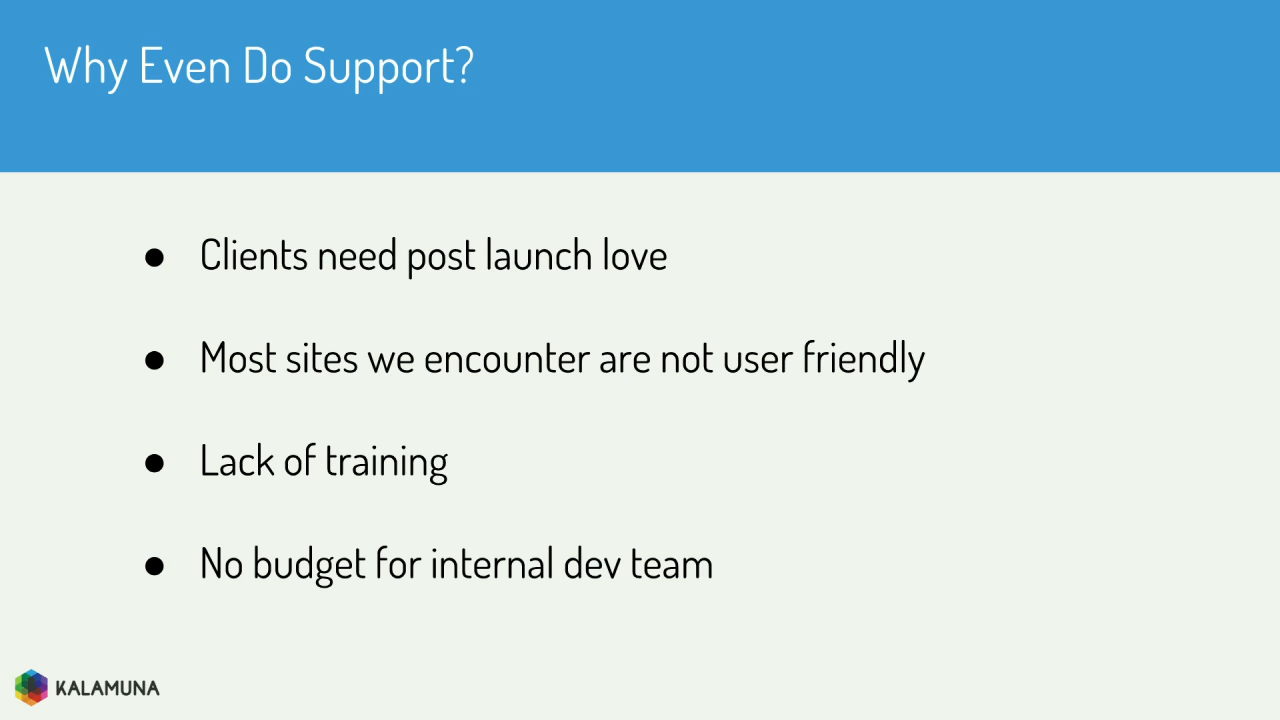 Why Even Do Support?
● Clients need post launch love
● Most sites we encounter are not user friendly
● Lack of training
● No budget for internal dev team
KALAMUNA